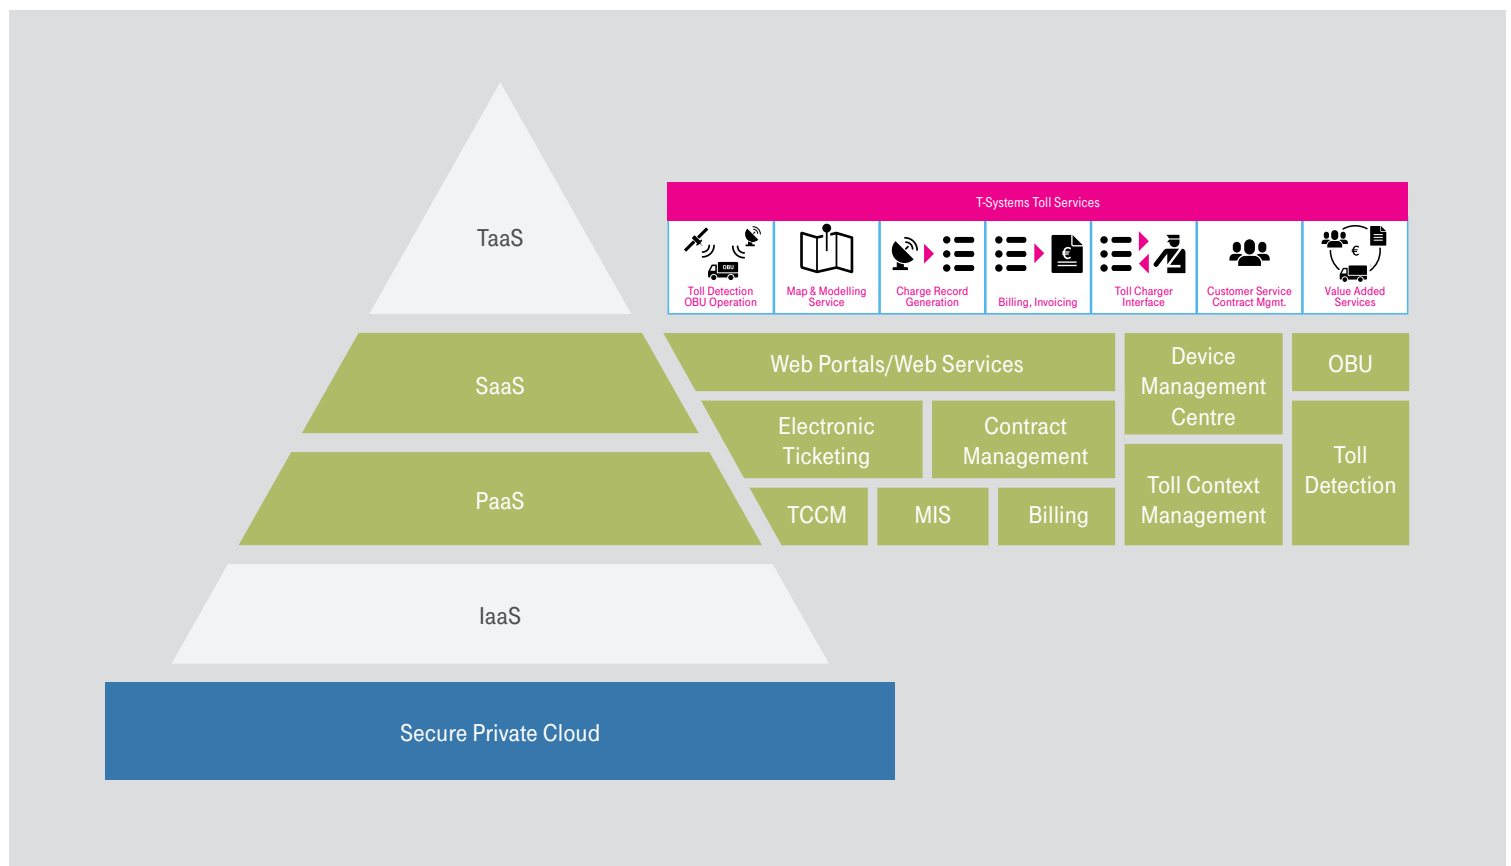 T-Systems Toll Services
TaaS
OBU
€
€
€
Toll Detection
OBU Operation
Map & Modelling
Service
Charge Record
Generation
Billing, Invoicing
Toll Charger
Interface
Customer Service
Contract Mgmt.
Value Added
Services
SaaS
Web Portals/Web Services
Device
Management
Centre
OBU
Electronic
Ticketing
Contract
Management
Toll
Detection
PaaS
TCCM
MIS
Billing
Toll Context
Management
IaaS
Secure Private Cloud